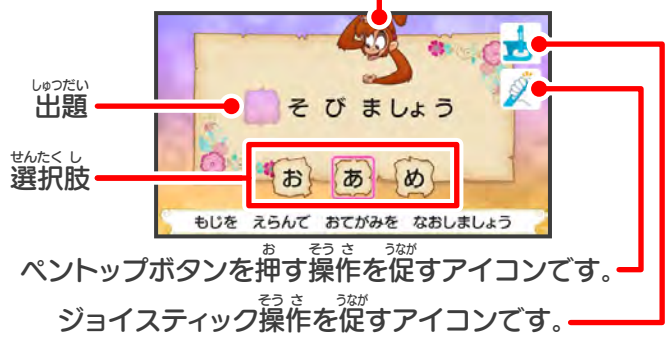 しゅつだい
出題
そびましょう
せんたくし
選択肢
お あ め
もじを えらんで おてがみを なおしましょう
お そうさ うなが
ペントップボタンを押す操作を促すアイコンです。
そうさ うなが
ジョイスティック操作を促すアイコンです。